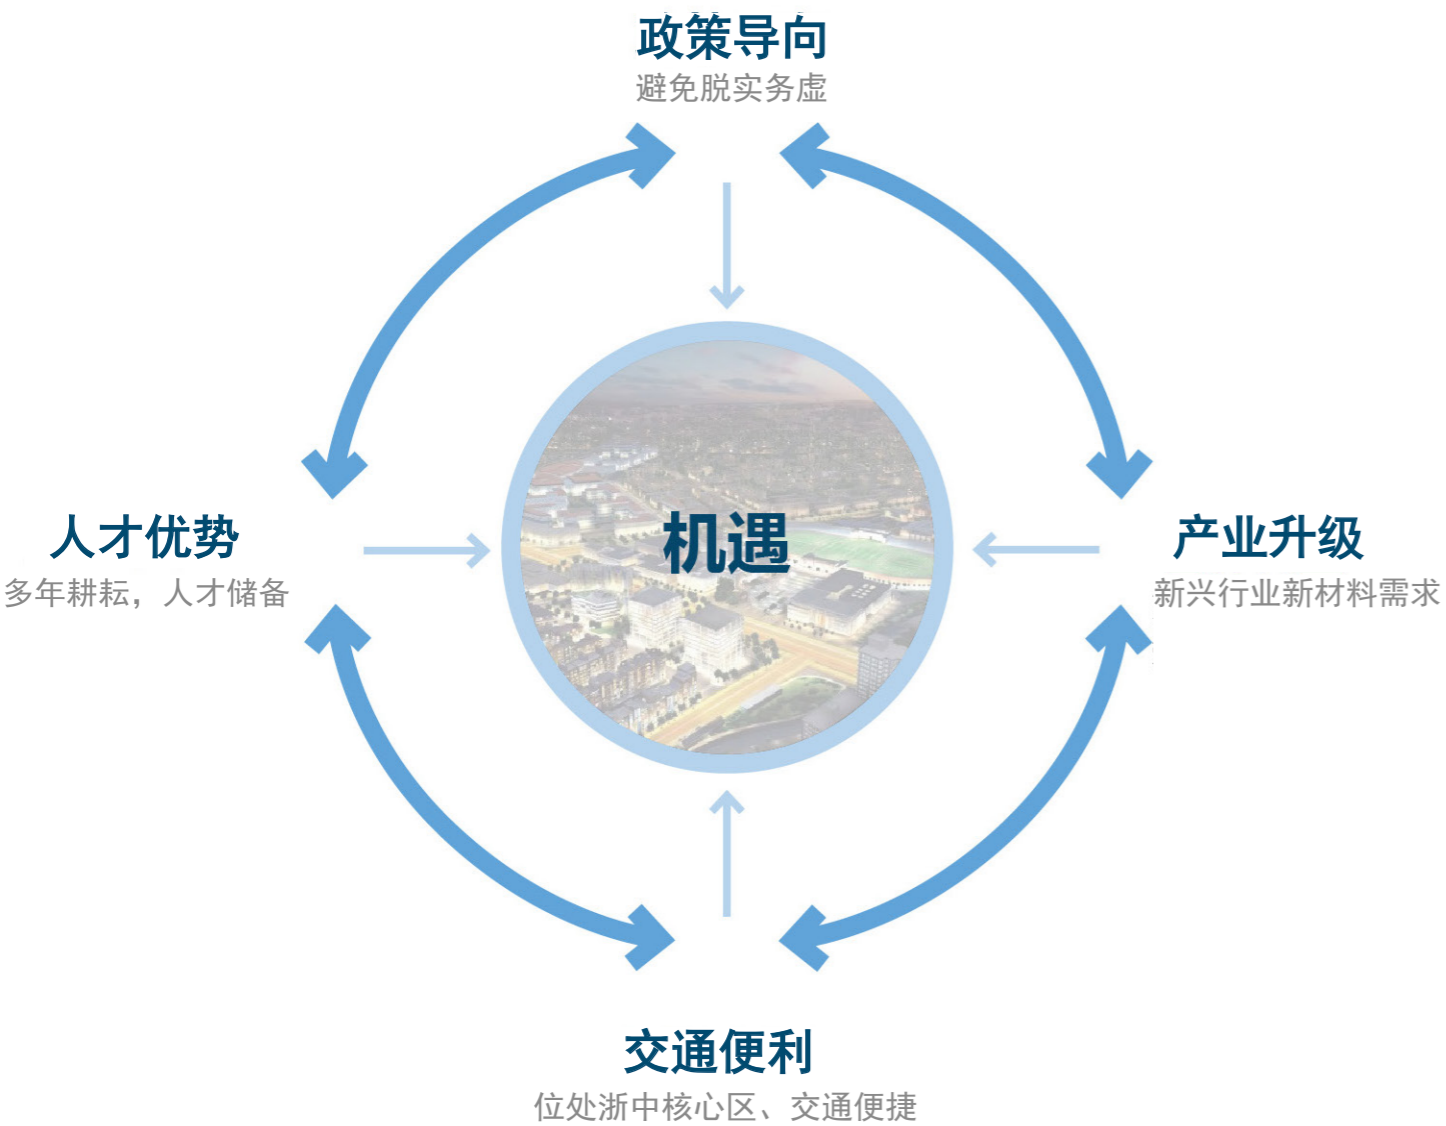 政策导向
避免脱实务虚
机遇
人才优势
多年耕耘，人才储备
产业升级
新兴行业新材料需求
交通便利
位处浙中核心区、交通便捷